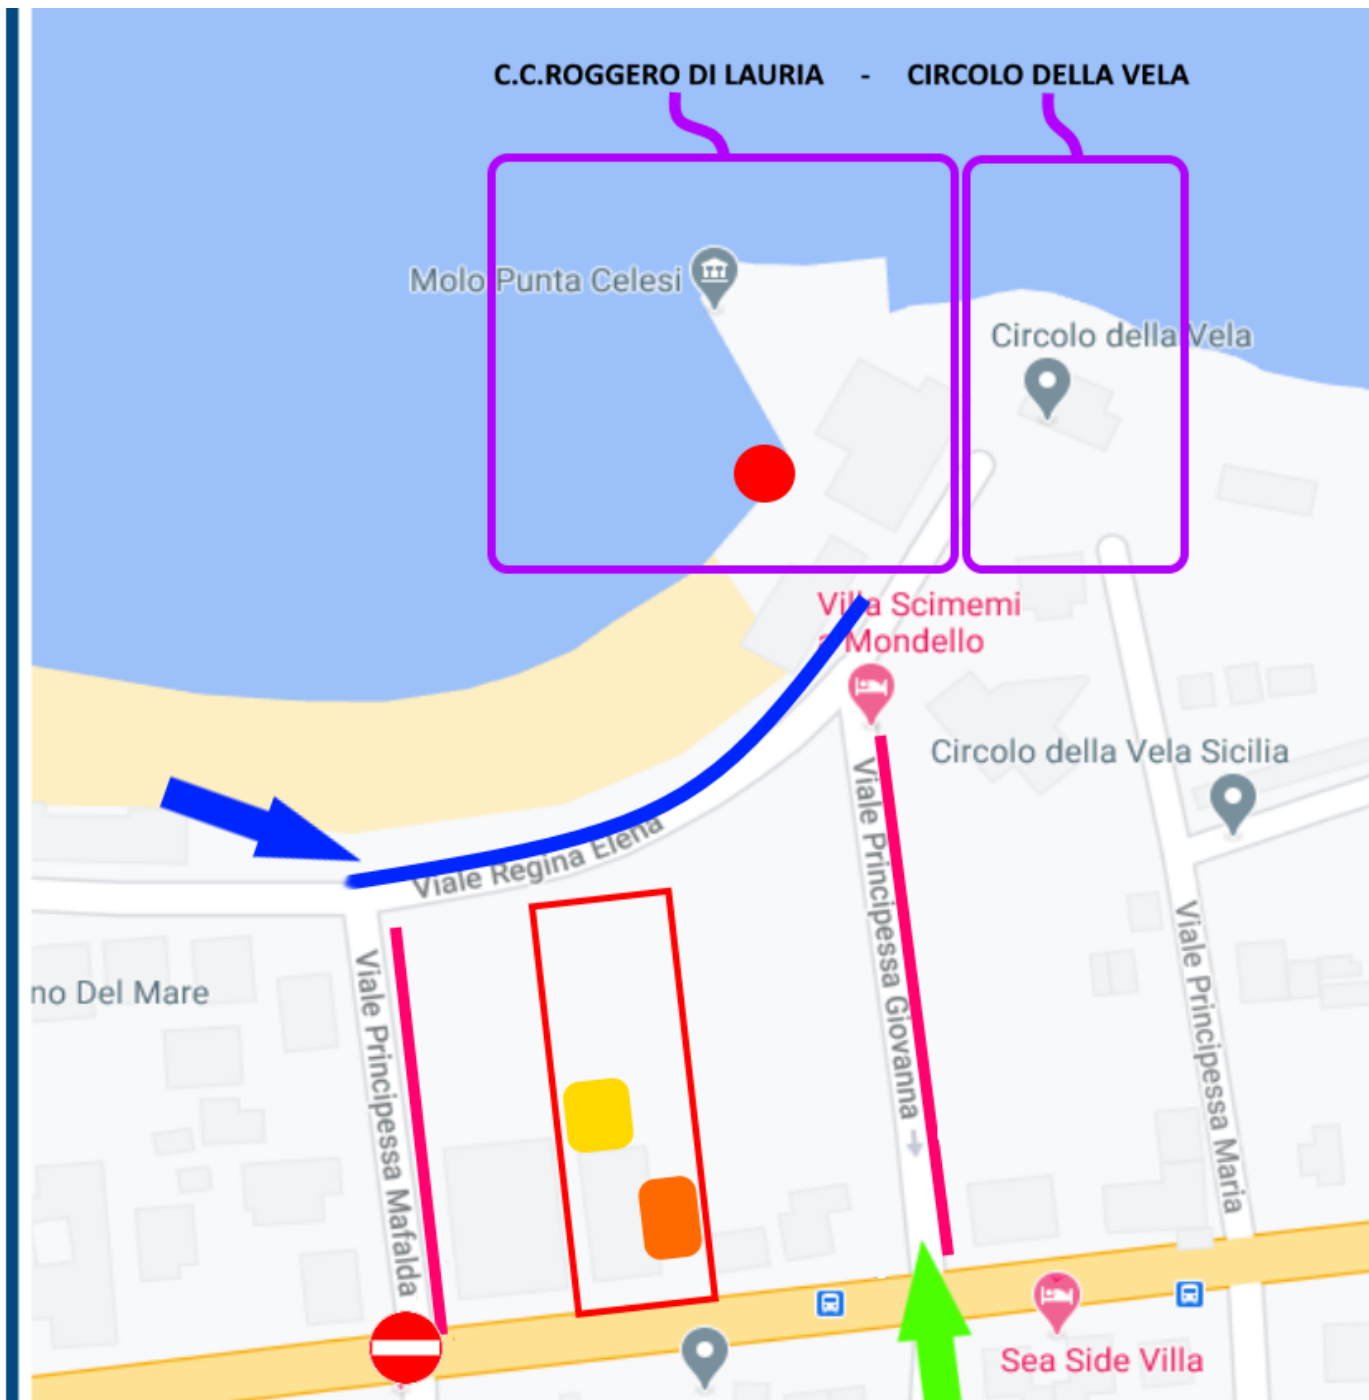 C.C.ROGGERO DI LAURIA - CIRCOLO DELLA VELA
Molo Punta Celesi
Circolo della Vela
Villa Scimemi
a Mondello
Circolo della Vela Sicilia
Viale Regina Elena
no Del Mare
Viale Principessa Mafalda
Viale Principessa Giovanna
Viale Principessa Maria
Sea Side Villa